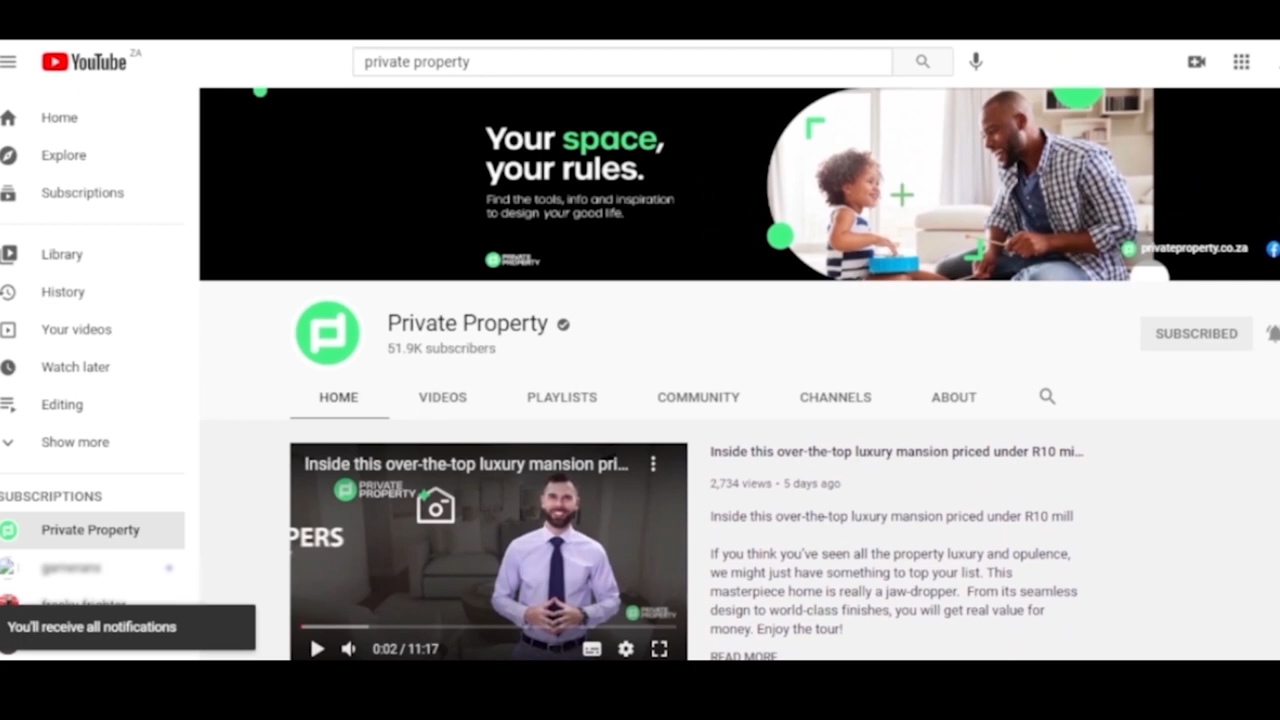 YouTube ZA
private property
Home
Explore
Subscriptions
Library
History
Your videos
Watch later
Editing
Show more
SUBSCRIPTIONS
Private Property
You'll receive all notifications
Your space,
your rules.
Find the tools, info and inspiration
to design your good life.
PRIVATE
PROPERTY
privateproperty.co.za
Private Property
51.9K subscribers
SUBSCRIBED
HOME VIDEOS PLAYLISTS COMMUNITY CHANNELS ABOUT
Inside this over-the-top luxury mansion pri...
PRIVATE
PROPERTY
PERS
PRIVATE
PROPERTY
0:02 / 11:17
Inside this over-the-top luxury mansion priced under R10 mi...
2,734 views • 5 days ago
Inside this over-the-top luxury mansion priced under R10 mill
If you think you've seen all the property luxury and opulence,
we might just have something to top your list. This
masterpiece home is really a jaw-dropper. From its seamless
design to world-class finishes, you will get real value for
money. Enjoy the tour!
READ MORE